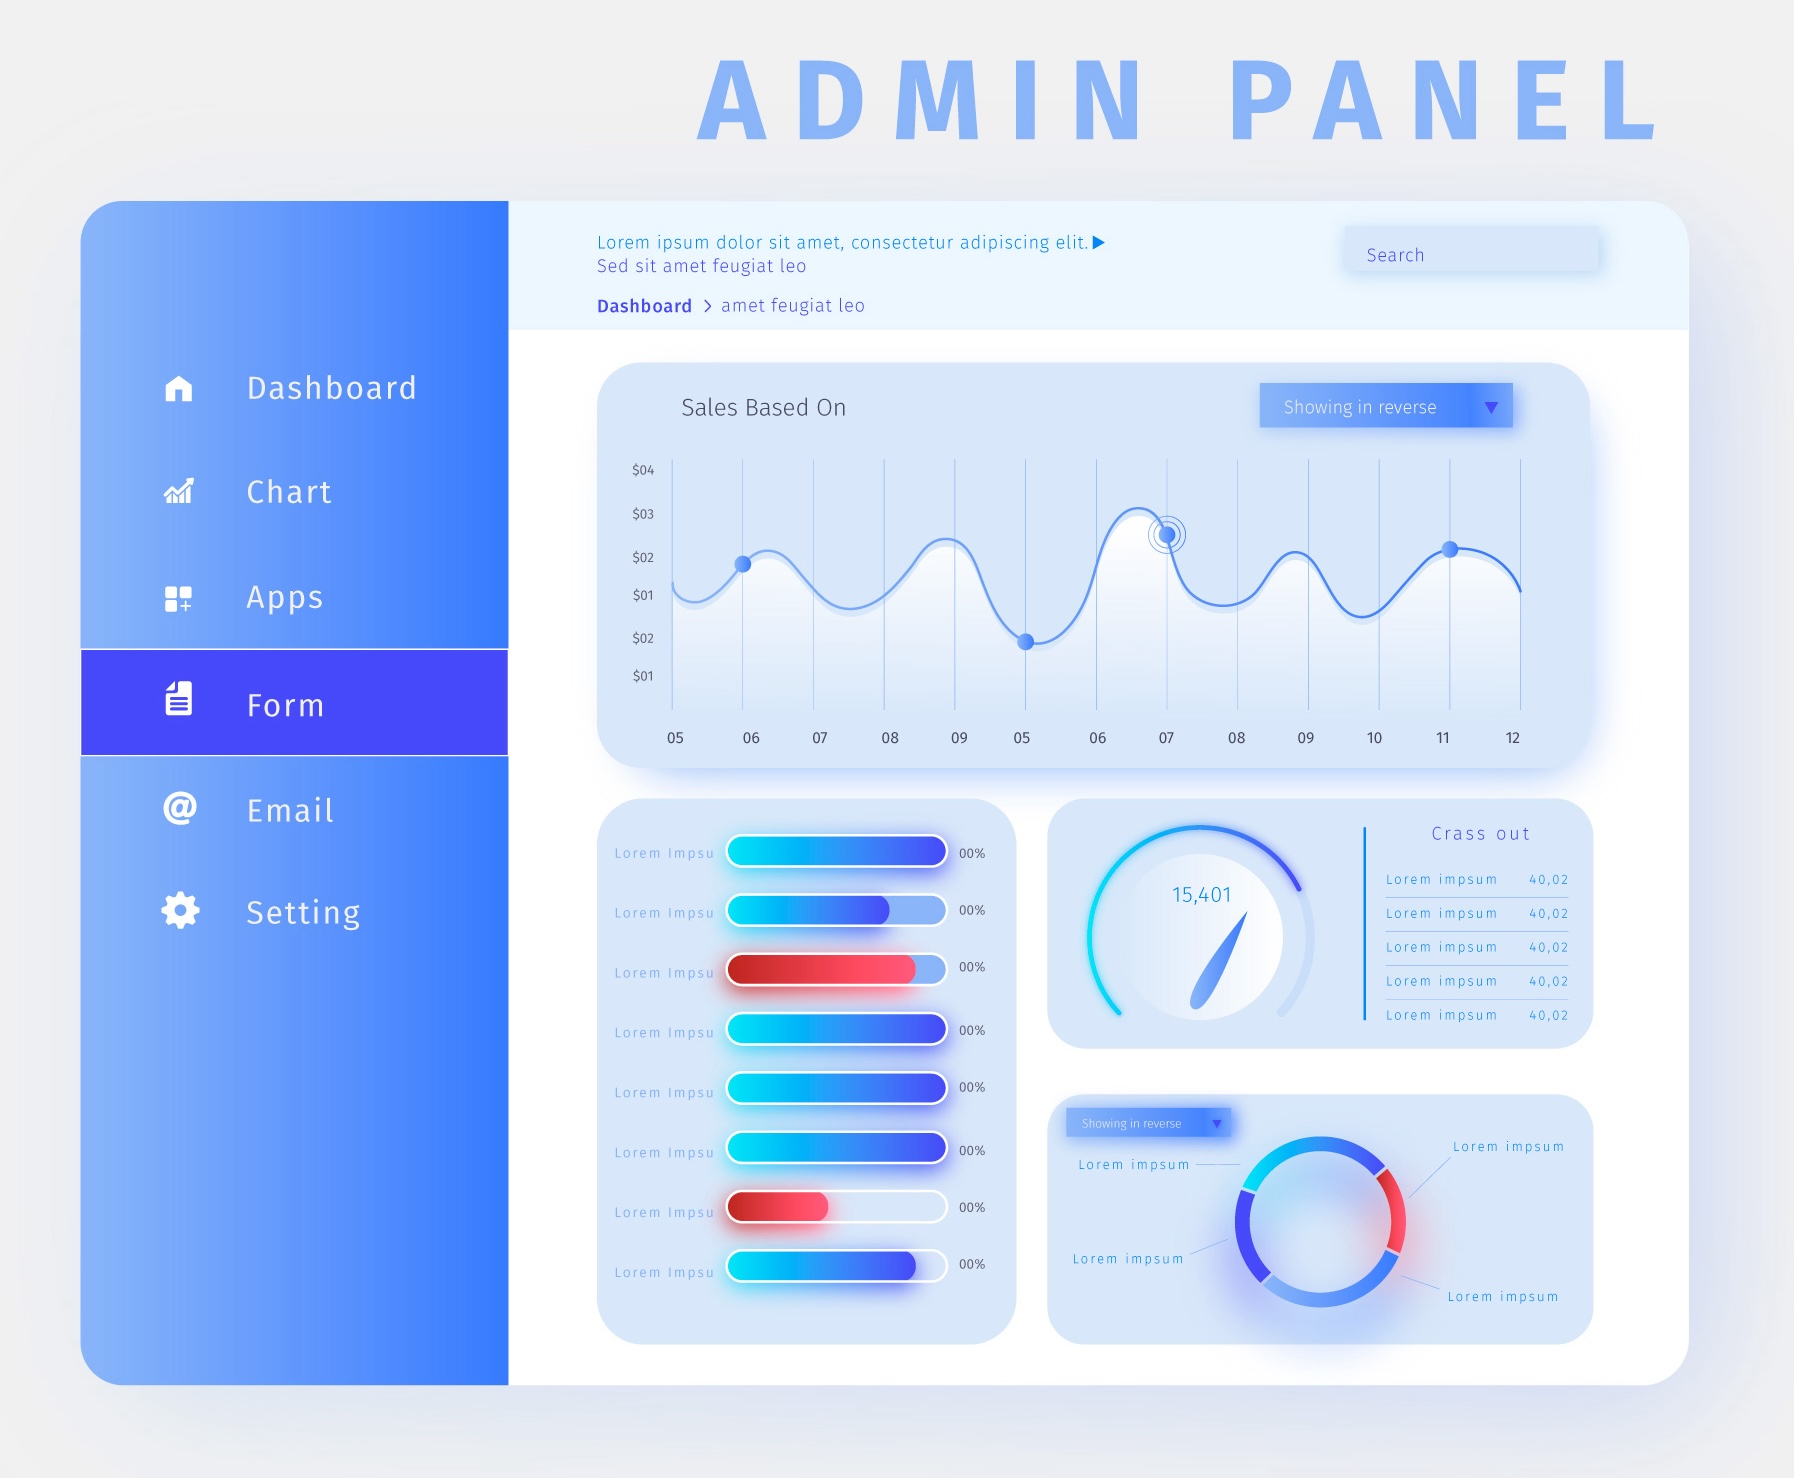 ADMIN PANEL
Dashboard
Chart
Apps
Form
Email
Setting
Lorem ipsum dolor sit amet, consectetur adipiscing elit.
Sed sit amet feugiat leo
Dashboard > amet feugiat leo
Search
Sales Based On
Showing in reverse
$04
$03
$02
$01
$02
$01
05 06 07 08 09 05 06 07 08 09 10 11 12
Lorem Impsu 00%
Lorem Impsu 00%
Lorem Impsu 00%
Lorem Impsu 00%
Lorem Impsu 00%
Lorem Impsu 00%
Lorem Impsu 00%
Lorem Impsu 00%
15,401
Crass out
Lorem impsum 40,02
Lorem impsum 40,02
Lorem impsum 40,02
Lorem impsum 40,02
Lorem impsum 40,02
Showing in reverse
Lorem impsum
Lorem impsum
Lorem impsum
Lorem impsum